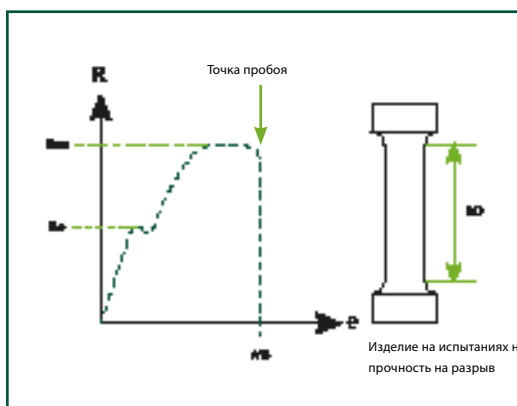 Точка пробоя
R
e
Изделие на испытаниях н
прочность на разрыв